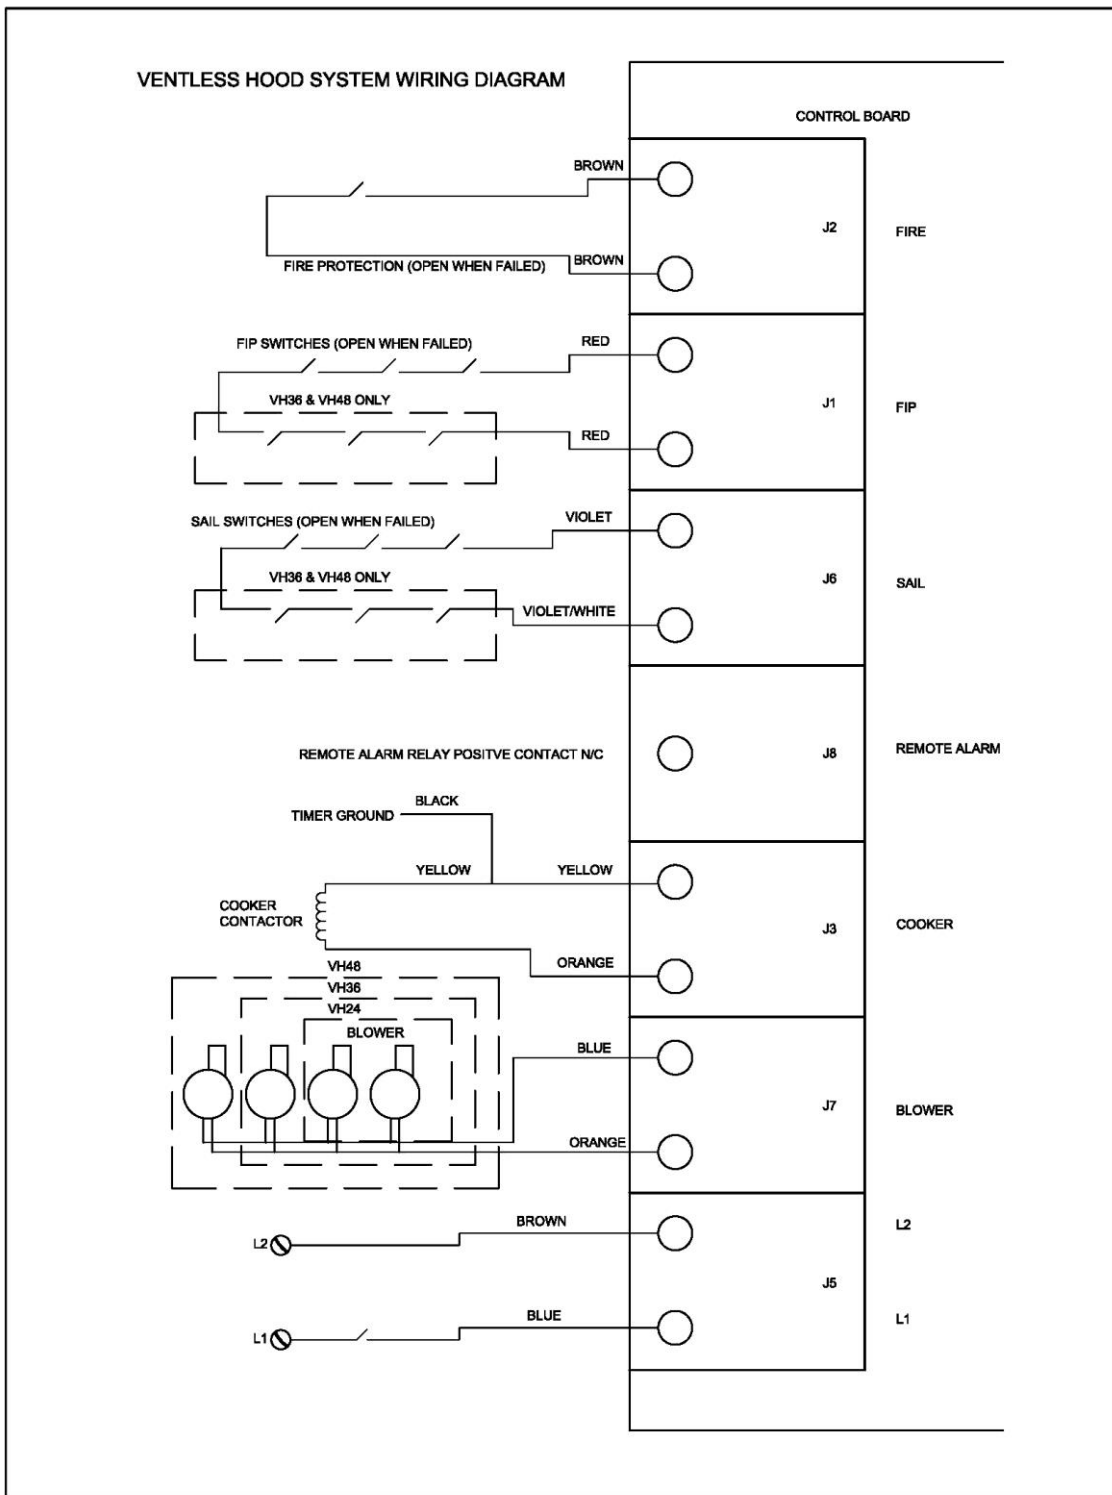 VENTLESS HOOD SYSTEM WIRING DIAGRAM
CONTROL BOARD
BROWN
J2
FIRE
FIRE PROTECTION (OPEN WHEN FAILED)
BROWN
FIP SWITCHES (OPEN WHEN FAILED)
RED
VH36 & VH48 ONLY
J1
FIP
RED
SAIL SWITCHES (OPEN WHEN FAILED)
VIOLET
VH36 & VH48 ONLY
J6
SAIL
VIOLET/WHITE
REMOTE ALARM RELAY POSITVE CONTACT N/C
J8
REMOTE ALARM
BLACK
TIMER GROUND
YELLOW
YELLOW
COOKER
CONTACTOR
J3
COOKER
ORANGE
VH48
VH36
VH24
BLOWER
BLUE
J7
BLOWER
ORANGE
BROWN
L2
L2
J5
BLUE
L1
L1